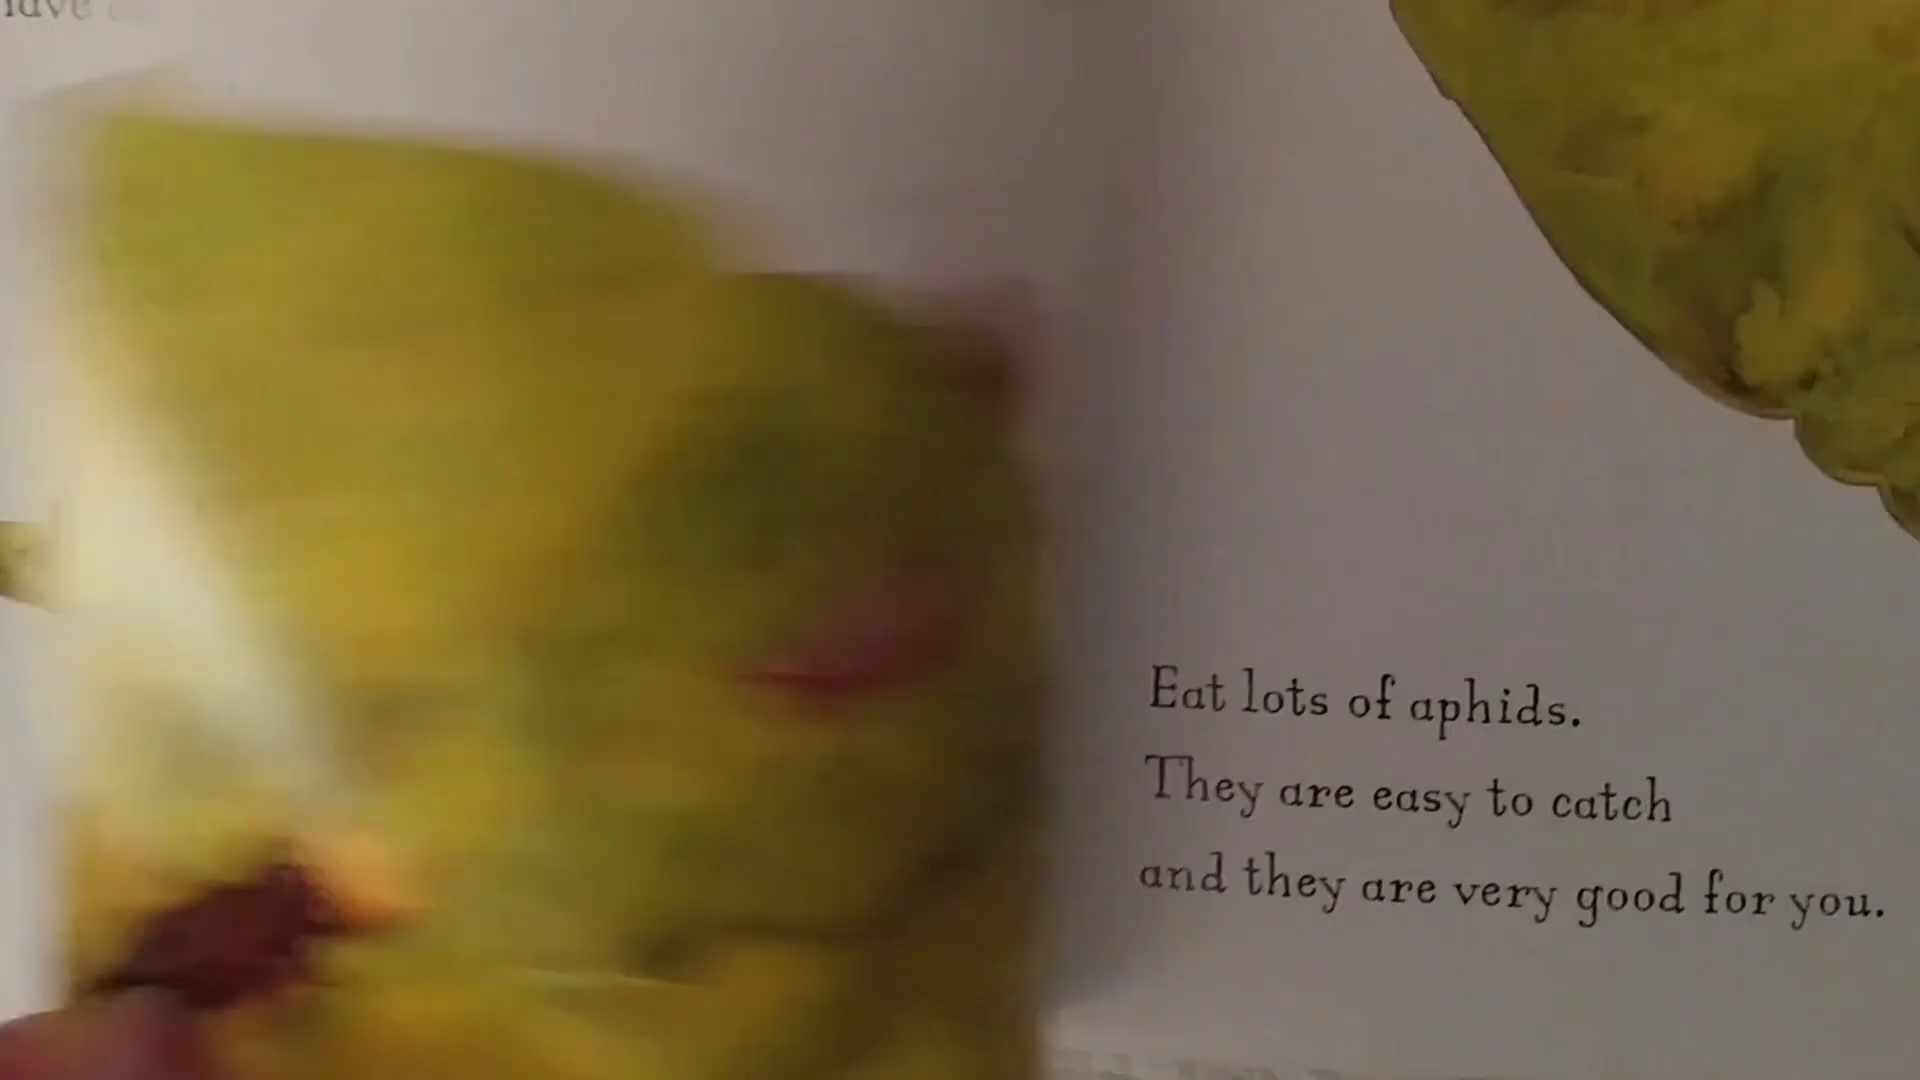 Eat lots of aphids.
They are easy to catch
and they are very good for you.